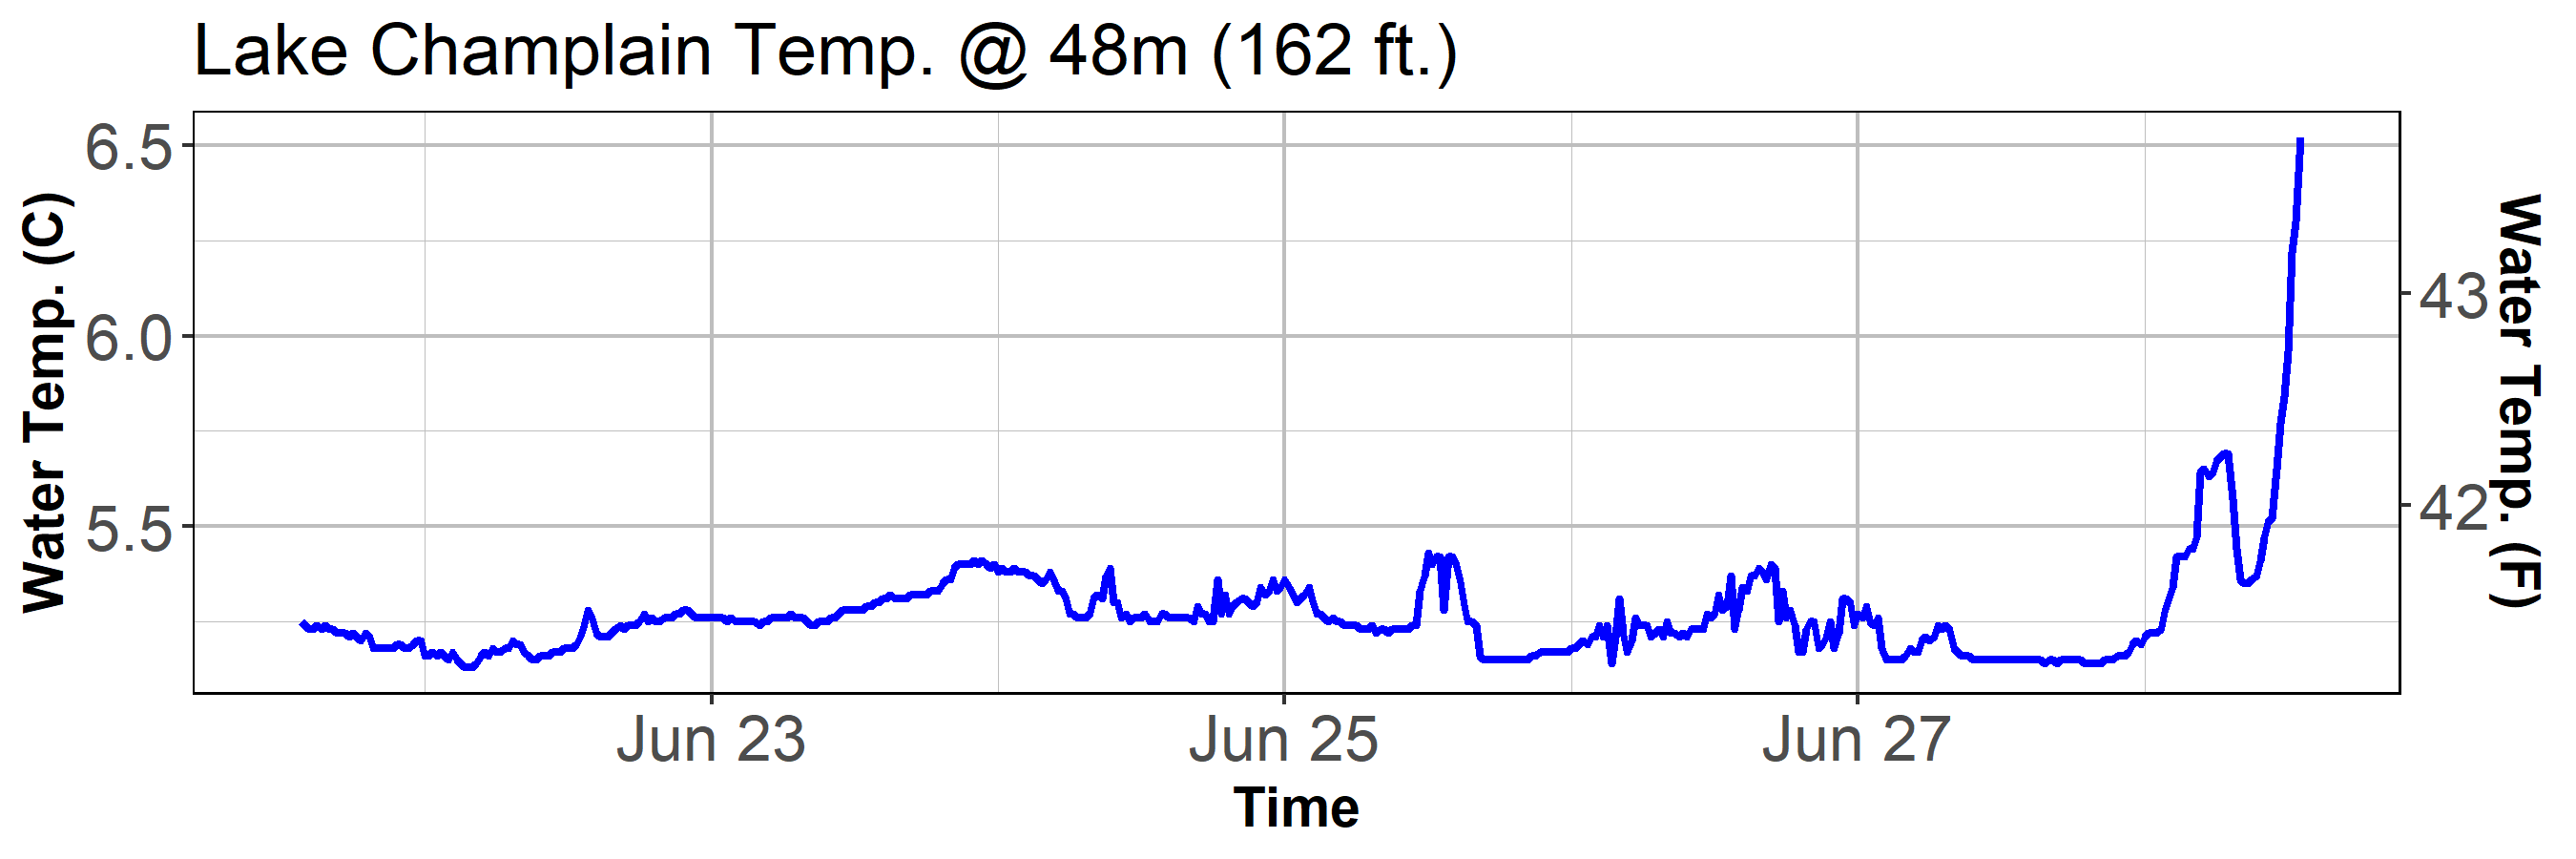 Lake Champlain Temp. @ 48m (162 ft.)
Water Temp. (C)
6.5
6.0
5.5
43
42
Water Temp. (F)
Jun 23 Jun 25 Jun 27
Time